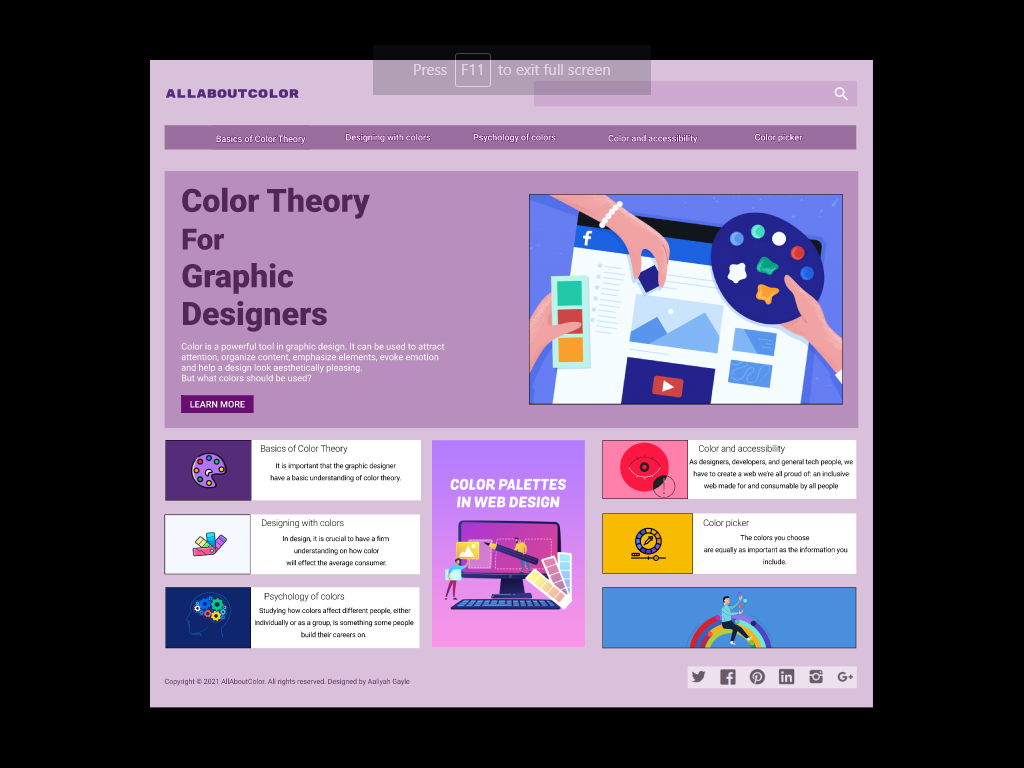 Press F11 to exit full screen
ALLABOUTCOLOR
Basics of Color Theory
Designing with colors
Psychology of colors
Color and accessibility
Color picker
Color Theory
For
Graphic
Designers
Color is a powerful tool in graphic design. It can be used to attract
attention, organize content, emphasize elements, evoke emotion
and help a design look aesthetically pleasing.
But what colors should be used?
LEARN MORE
Basics of Color Theory
It is important that the graphic designer
have a basic understanding of color theory.
Designing with colors
In design, it is crucial to have a firm
understanding on how color
will effect the average consumer.
Psychology of colors
Studying how colors affect different people, either
individually or as a group, is something some people
build their careers on.
COLOR PALETTES
IN WEB DESIGN
Color and accessibility
As designers, developers, and general tech people, we
have to create a web we're all proud of: an inclusive
web made for and consumable by all people
Color picker
The colors you choose
are equally as important as the information you
include.
Copyright © 2021 AllAboutColor. All rights reserved. Designed by Aaliyah Gayle